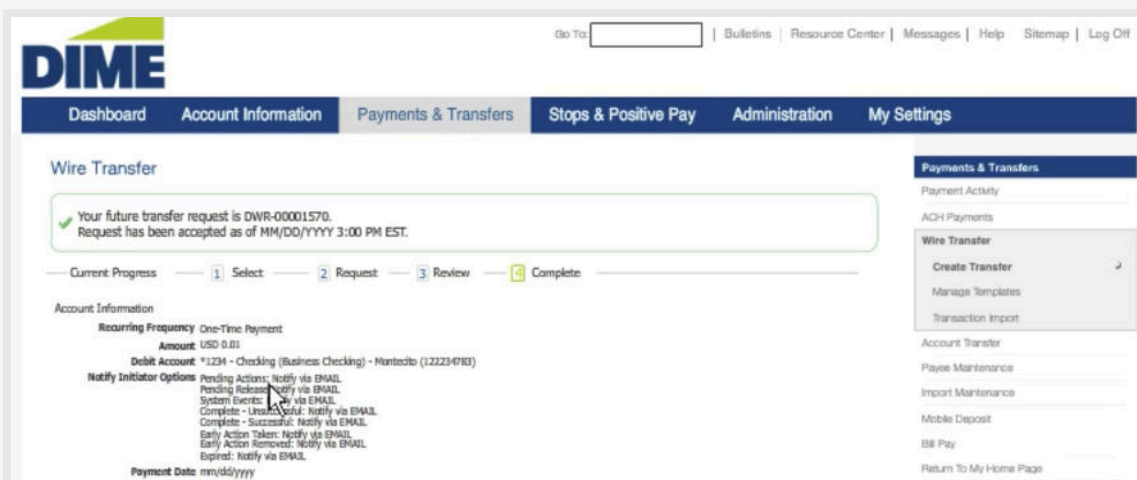 DIME
Go To: | Bulletins | Resource Center | Messages | Help Sitemap | Log Off
Dashboard Account Information Payments & Transfers Stops & Positive Pay Administration My Settings
Wire Transfer
Your future transfer request is DWR-00001570.
Request has been accepted as of MM/DD/YYYY 3:00 PM EST.
Current Progress 1 Select 2 Request 3 Review 4 Complete
Account Information
Recurring Frequency One-Time Payment
Amount USD 0.01
Debit Account *1234 - Checking (Business Checking) - Montecito (122234783)
Notify Initiator Options Pending Actions: Notify via EMAIL
Pending Release: Notify via EMAIL
System Events: via EMAIL
Complete - Unsuccessful: Notify via EMAIL
Complete - Successful: Notify via EMAIL
Early Action Taken: Notify via EMAIL
Early Action Removed: Notify via EMAIL
Expired: Notify via EMAIL
Payment Date mm/dd/yyyy
Payments & Transfers
Payment Activity
ACH Payments
Wire Transfer
Create Transfer
Manage Templates
Transaction Import
Account Transfer
Payee Maintenance
Import Maintenance
Mobile Deposit
Bill Pay
Return To My Home Page